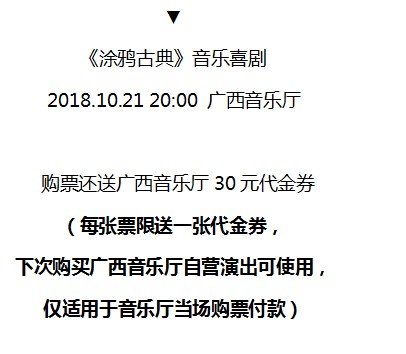 ▼
《涂鸦古典》音乐喜剧
2018.10.21 20:00 广西音乐厅
购票还送广西音乐厅 30 元代金券
（每张票限送一张代金券，
下次购买广西音乐厅自营演出可使用，
仅适用于音乐厅当场购票付款）